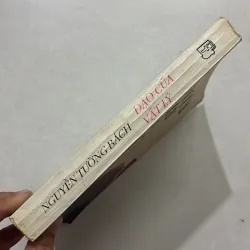 NGUYỄN TƯỜNG BÁCH
ĐẠO CỦA
VẬT LÝ